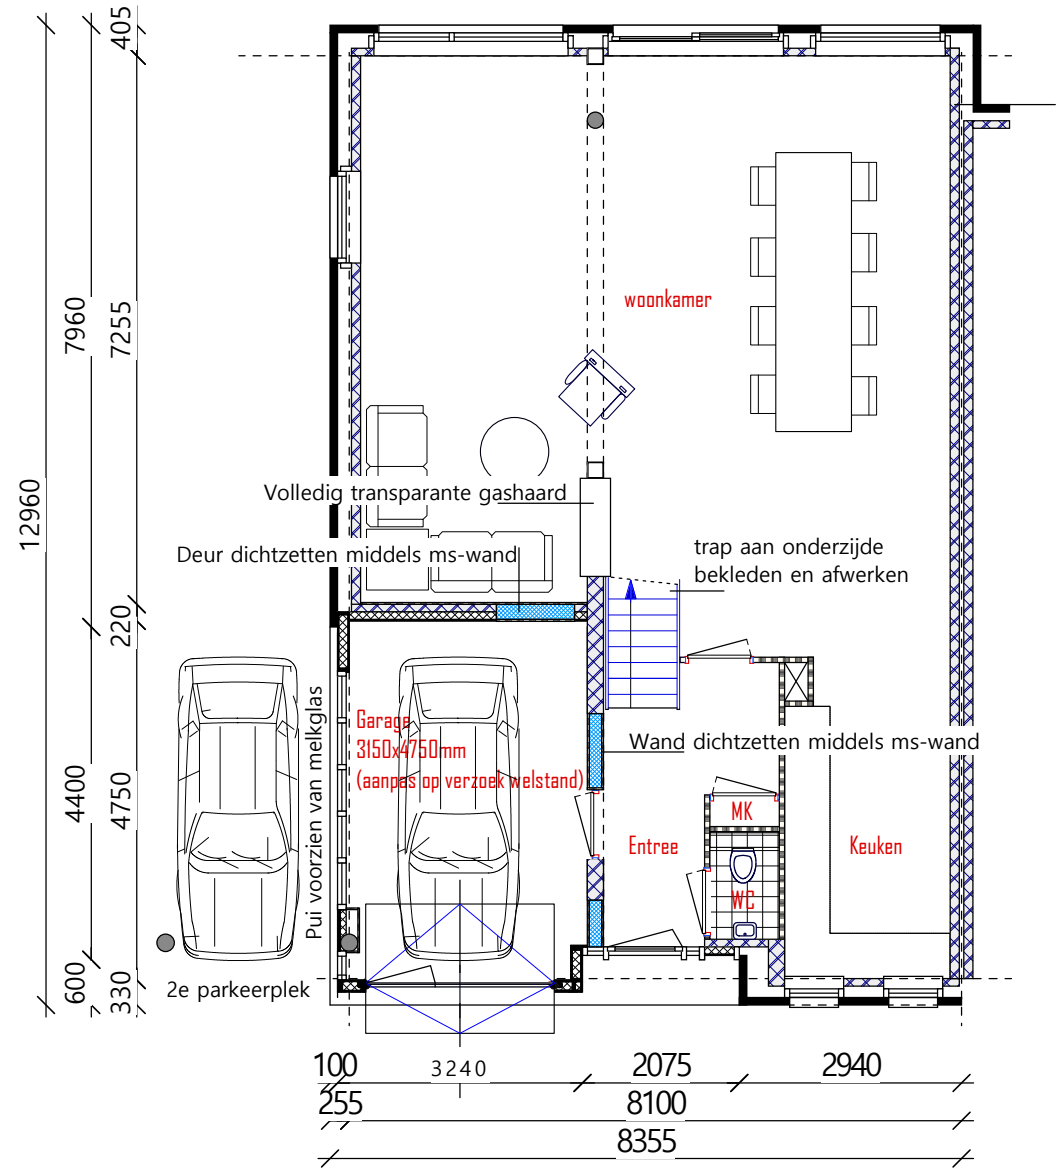 405
7960
7255
woonkamer
12960
Volledig transparante gashaard
Deur dichtzetten middels ms-wand
trap aan onderzijde
bekleden en afwerken
220
Pui voorzien van melkglas
Garage
3150x4750mm
(aanpas op verzoek welstand)
Wand dichtzetten middels ms-wand
4400
4750
MK
Entree
Keuken
WC
2e parkeerplek
600
330
100
3240
2075
2940
255
8100
8355